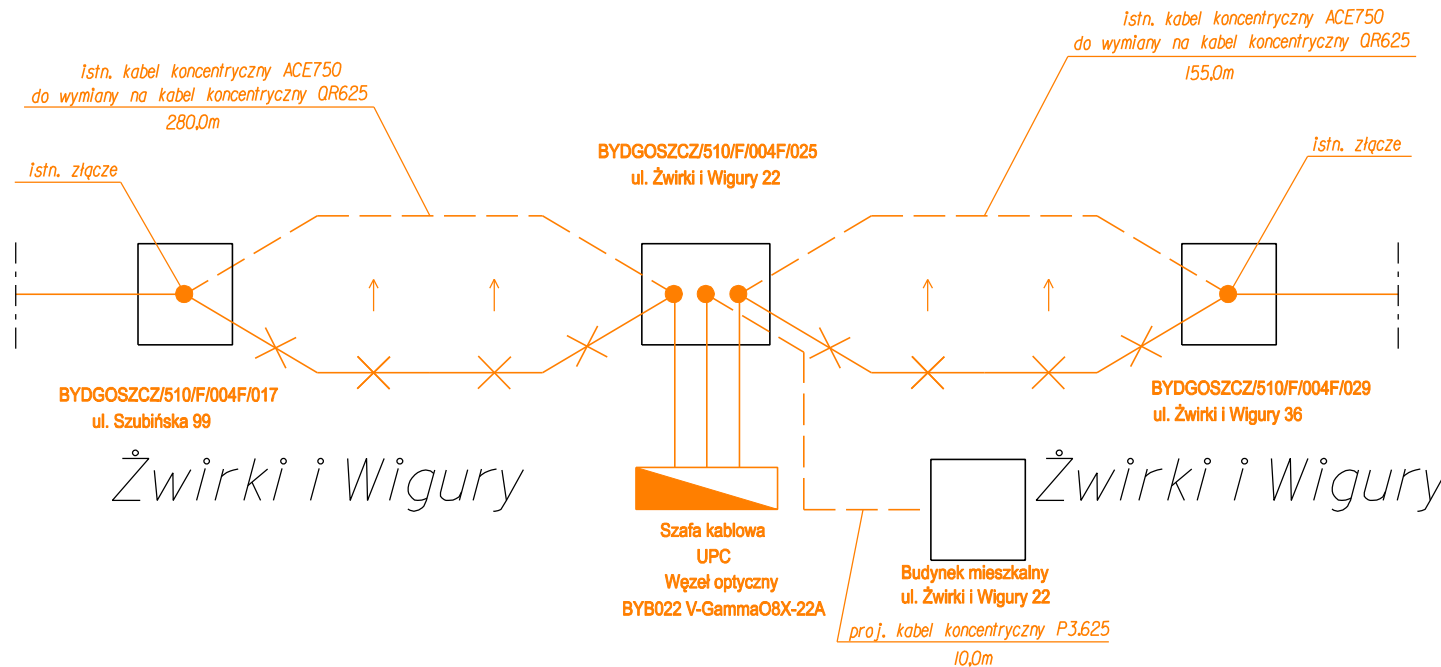 istn. kabel koncentryczny ACE750
do wymiany na kabel koncentryczny QR625
280,0m
istn. złącze
BYDGOSZCZ/510/F/004F/025
ul. Żwirki i Wigury 22
istn. kabel koncentryczny ACE750
do wymiany na kabel koncentryczny QR625
155,0m
istn. złącze
BYDGOSZCZ/510/F/004F/017
ul. Szubińska 99
BYDGOSZCZ/510/F/004F/029
ul. Żwirki i Wigury 36
Żwirki i Wigury
Żwirki i Wigury
Szafa kablowa
UPC
Węzeł optyczny
BYB022 V-GammaO8X-22A
Budynek mieszkalny
ul. Żwirki i Wigury 22
proj. kabel koncentryczny P3.625
10,0m